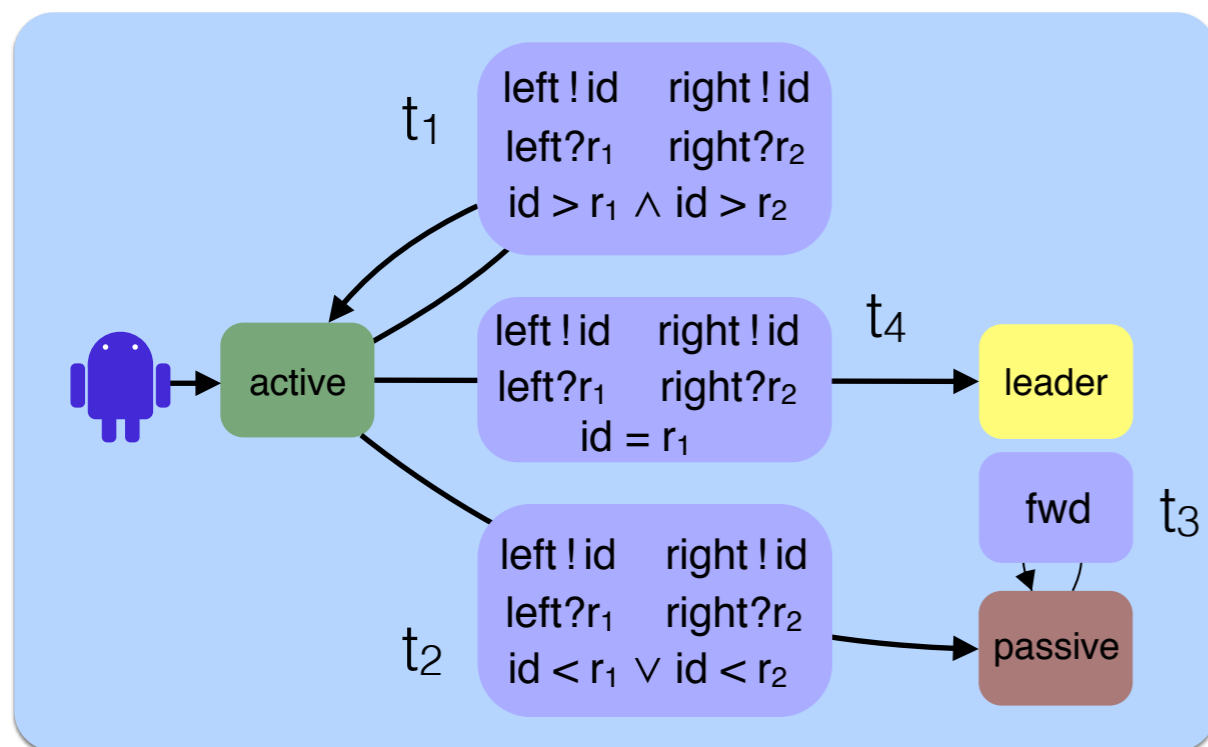 left ! id right ! id
t₁
left?r₁ right?r₂
id > r₁ ∧ id > r₂
left ! id right ! id
t₄
active
left?r₁ right?r₂
leader
id = r₁
fwd
t₃
left ! id right ! id
left?r₁ right?r₂
t₂
id < r₁ ∨ id < r₂
passive